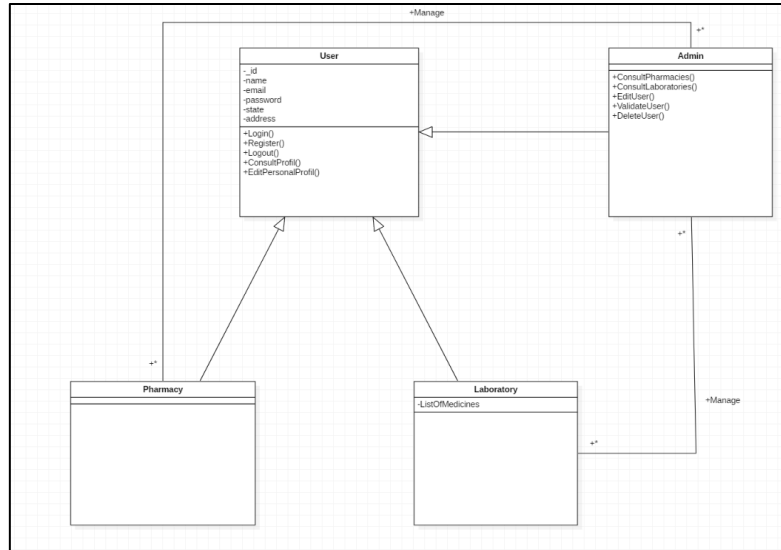 +Manage
+*
User
-_id
-name
-email
-password
-state
-address
+Login()
+Register()
+Logout()
+ConsultProfil()
+EditPersonalProfil()
Admin
+ConsultPharmacies()
+ConsultLaboratories()
+EditUser()
+ValidateUser()
+DeleteUser()
+*
+*
Pharmacy
Laboratory
-ListOfMedicines
+Manage
+*